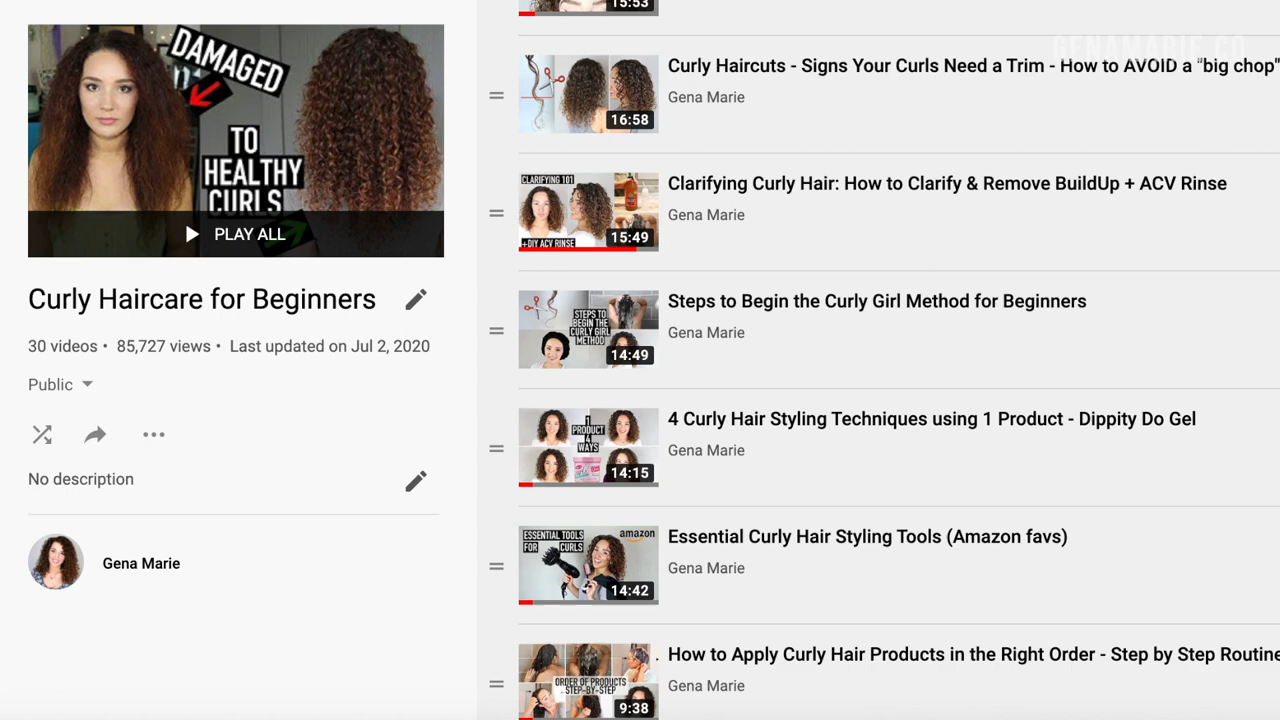 DAMAGED
TO
HEALTHY
CURLS
PLAY ALL
Curly Haircare for Beginners
30 videos • 85,727 views • Last updated on Jul 2, 2020
Public
No description
Gena Marie
15:53
GENAMARIE.CO
Curly Haircuts - Signs Your Curls Need a Trim - How to AVOID a "big chop"
Gena Marie
16:58
CLARIFYING 101
+DIY ACV RINSE
15:49
Clarifying Curly Hair: How to Clarify & Remove BuildUp + ACV Rinse
Gena Marie
STEPS TO
BEGIN THE
CURLY GIRL
METHOD
14:49
Steps to Begin the Curly Girl Method for Beginners
Gena Marie
1
PRODUCT
4
WAYS
14:15
4 Curly Hair Styling Techniques using 1 Product - Dippity Do Gel
Gena Marie
ESSENTIAL TOOLS
FOR CURLS
amazon
14:42
Essential Curly Hair Styling Tools (Amazon favs)
Gena Marie
ORDER OF PRODUCTS
STEP-BY-STEP
9:38
How to Apply Curly Hair Products in the Right Order - Step by Step Routine
Gena Marie